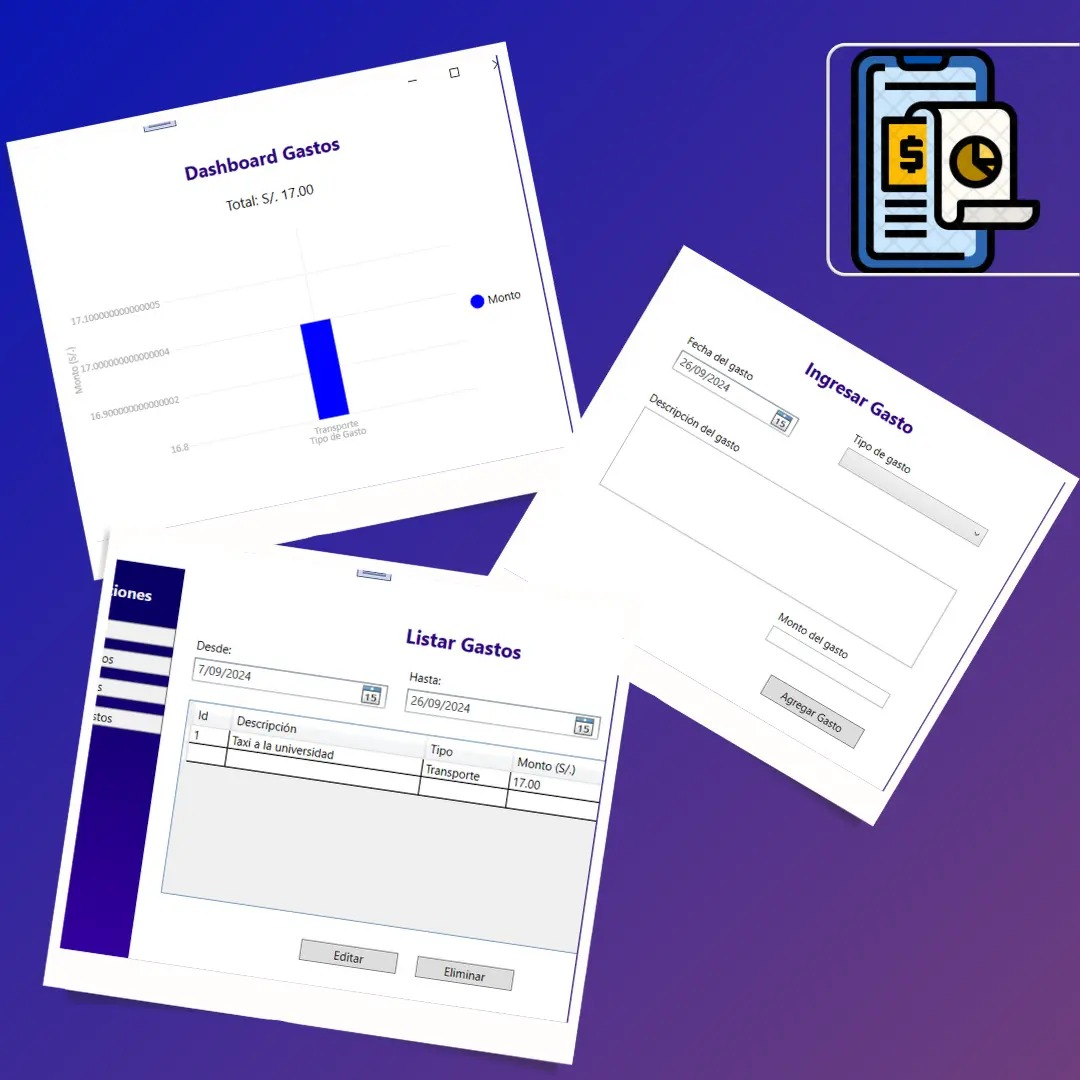 Dashboard Gastos
Total: S/. 17.00
17.100000000000005
17.000000000000004
16.900000000000002
16.8
Monto (S/.)
Transporte
Tipo de Gasto
Monto
$
Ingresar Gasto
Fecha del gasto
26/09/2024
15
Tipo de gasto
Descripción del gasto
Monto del gasto
Agregar Gasto
iones
os
s
stos
Listar Gastos
Desde:
7/09/2024
15
Hasta:
26/09/2024
15
Id Descripción Tipo Monto (S/.)
1 Taxi a la universidad Transporte 17.00
Editar
Eliminar